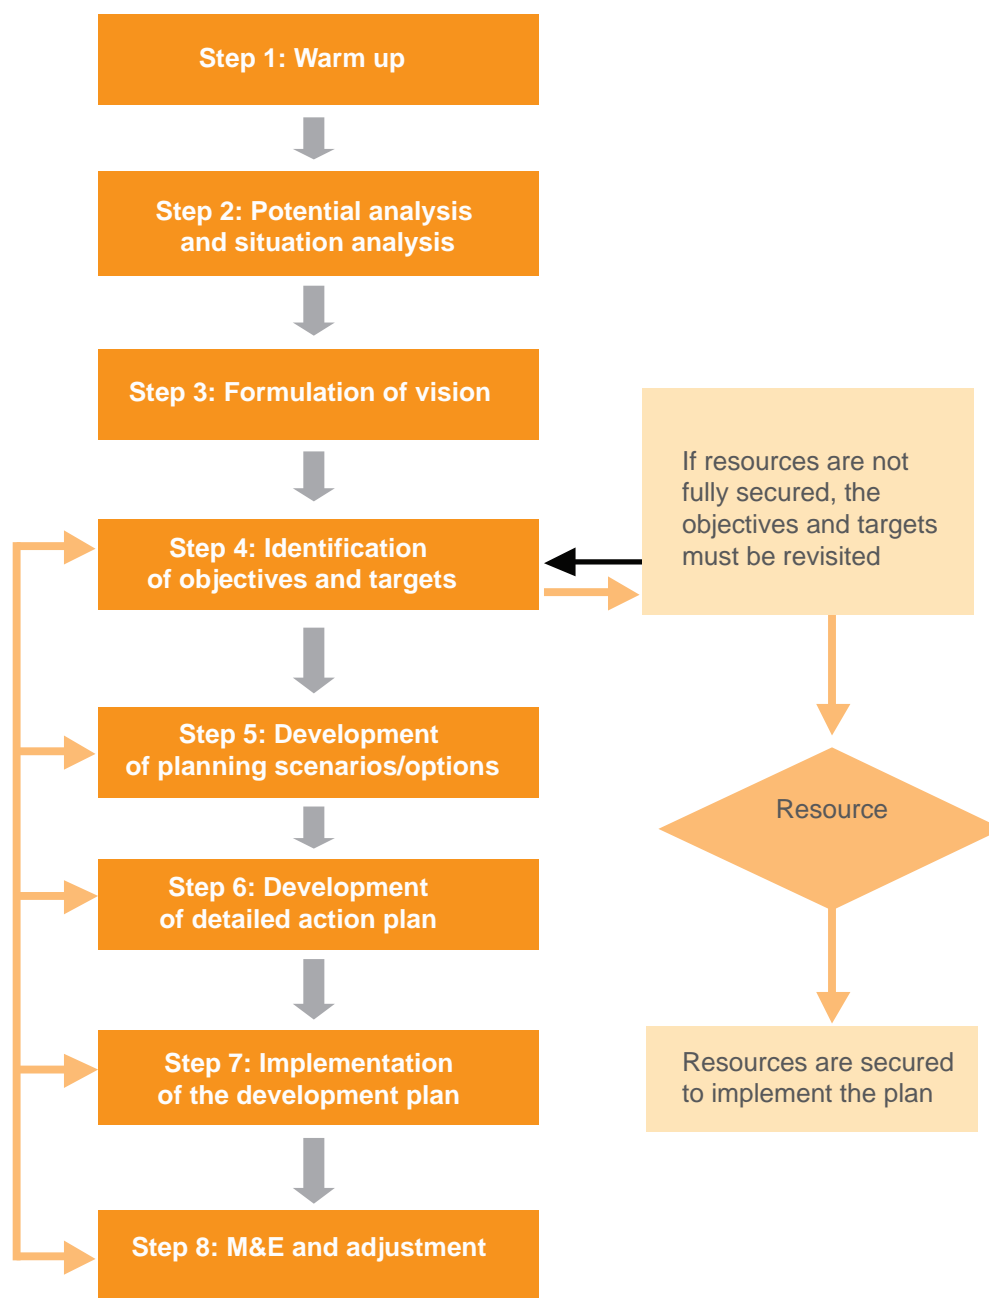 Step 1: Warm up
Step 2: Potential analysis
and situation analysis
Step 3: Formulation of vision
If resources are not
fully secured, the
objectives and targets
must be revisited
Step 4: Identification
of objectives and targets
Step 5: Development
of planning scenarios/options
Resource
Step 6: Development
of detailed action plan
Step 7: Implementation
of the development plan
Resources are secured
to implement the plan
Step 8: M&E and adjustment